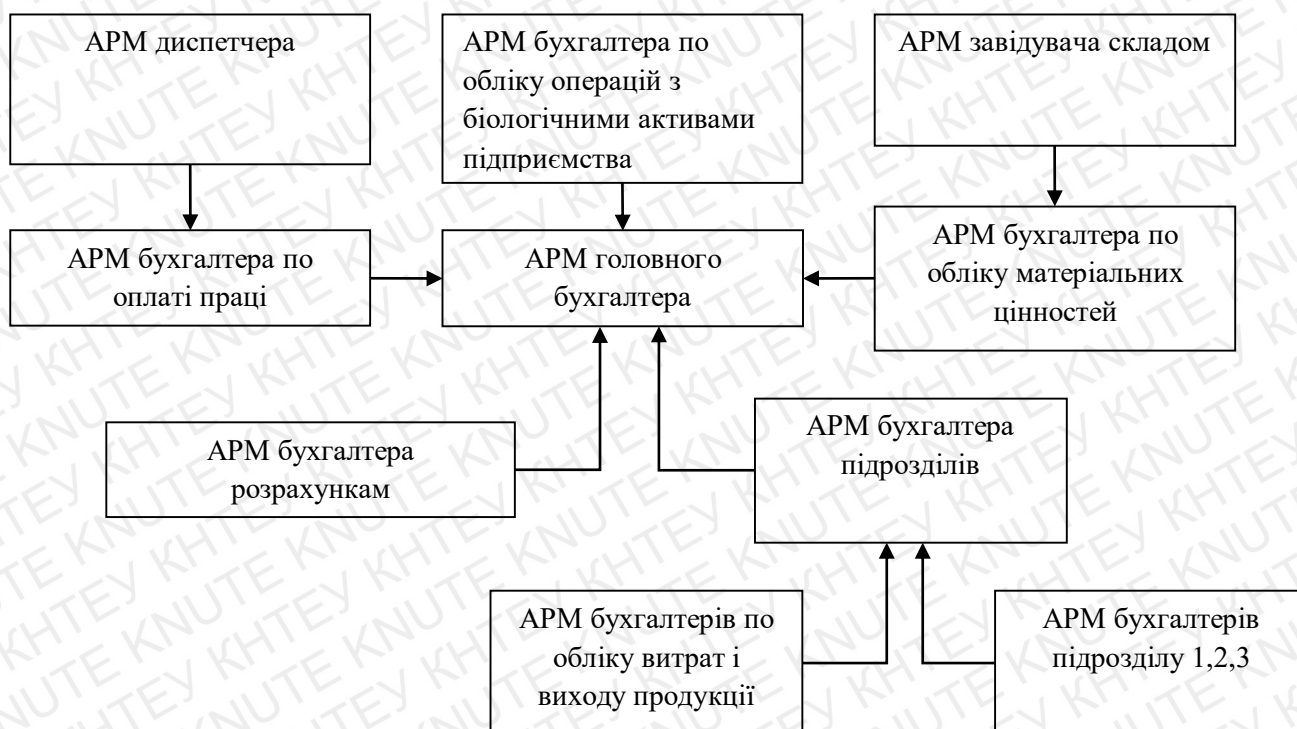 АРМ диспетчера
АРМ бухгалтера по
обліку операцій з
біологічними активами
підприємства
АРМ завідувача складом
АРМ бухгалтера по
оплаті праці
АРМ головного
бухгалтера
АРМ бухгалтера по
обліку матеріальних
цінностей
АРМ бухгалтера
розрахункам
АРМ бухгалтера
підрозділів
АРМ бухгалтерів по
обліку витрат і
виходу продукції
АРМ бухгалтерів
підрозділу 1,2,3